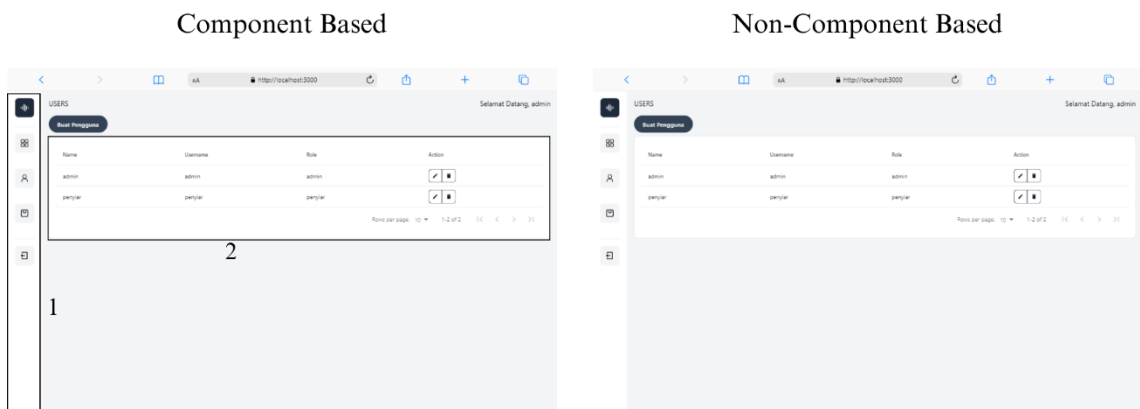 Component Based
AA http://localhost:3000
USERS
Selamat Datang, admin
Buat Pengguna
Name Username Role Action
admin admin admin
penyiar penyiar penyiar
Rows per page: 10 1-2 of 2
2
1
Non-Component Based
AA http://localhost:3000
USERS
Selamat Datang, admin
Buat Pengguna
Name Username Role Action
admin admin admin
penyiar penyiar penyiar
Rows per page: 10 1-2 of 2